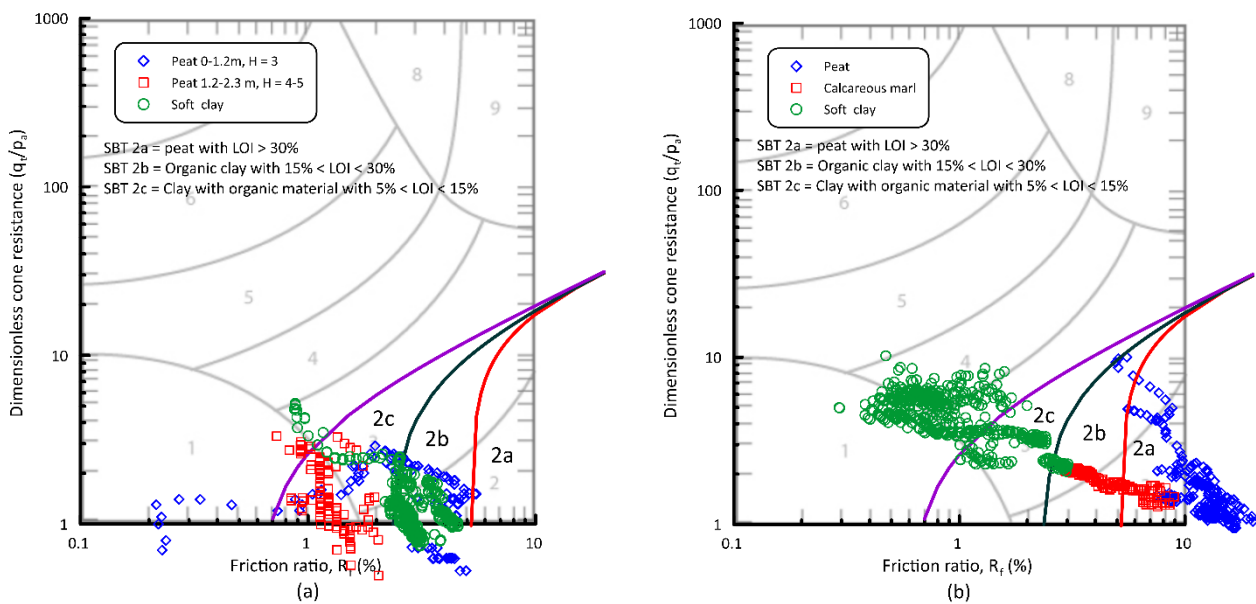 1000
100
10
1
0.1
1
10
Dimensionless cone resistance (qt/pa)
Peat 0-1.2m, H = 3
Peat 1.2-2.3 m, H = 4-5
Soft clay
SBT 2a = peat with LOI > 30%
SBT 2b = Organic clay with 15% < LOI < 30%
SBT 2c = Clay with organic material with 5% < LOI < 15%
8
9
6
5
4
1
2c
2b
2a
2
Friction ratio, Rf (%)
(a)
1000
100
10
1
0.1
1
10
Dimensionless cone resistance (qt/pa)
Peat
Calcareous marl
Soft clay
SBT 2a = peat with LOI > 30%
SBT 2b = Organic clay with 15% < LOI < 30%
SBT 2c = Clay with organic material with 5% < LOI < 15%
8
9
6
5
4
1
3
2c
2b
2a
2
Friction ratio, Rf (%)
(b)